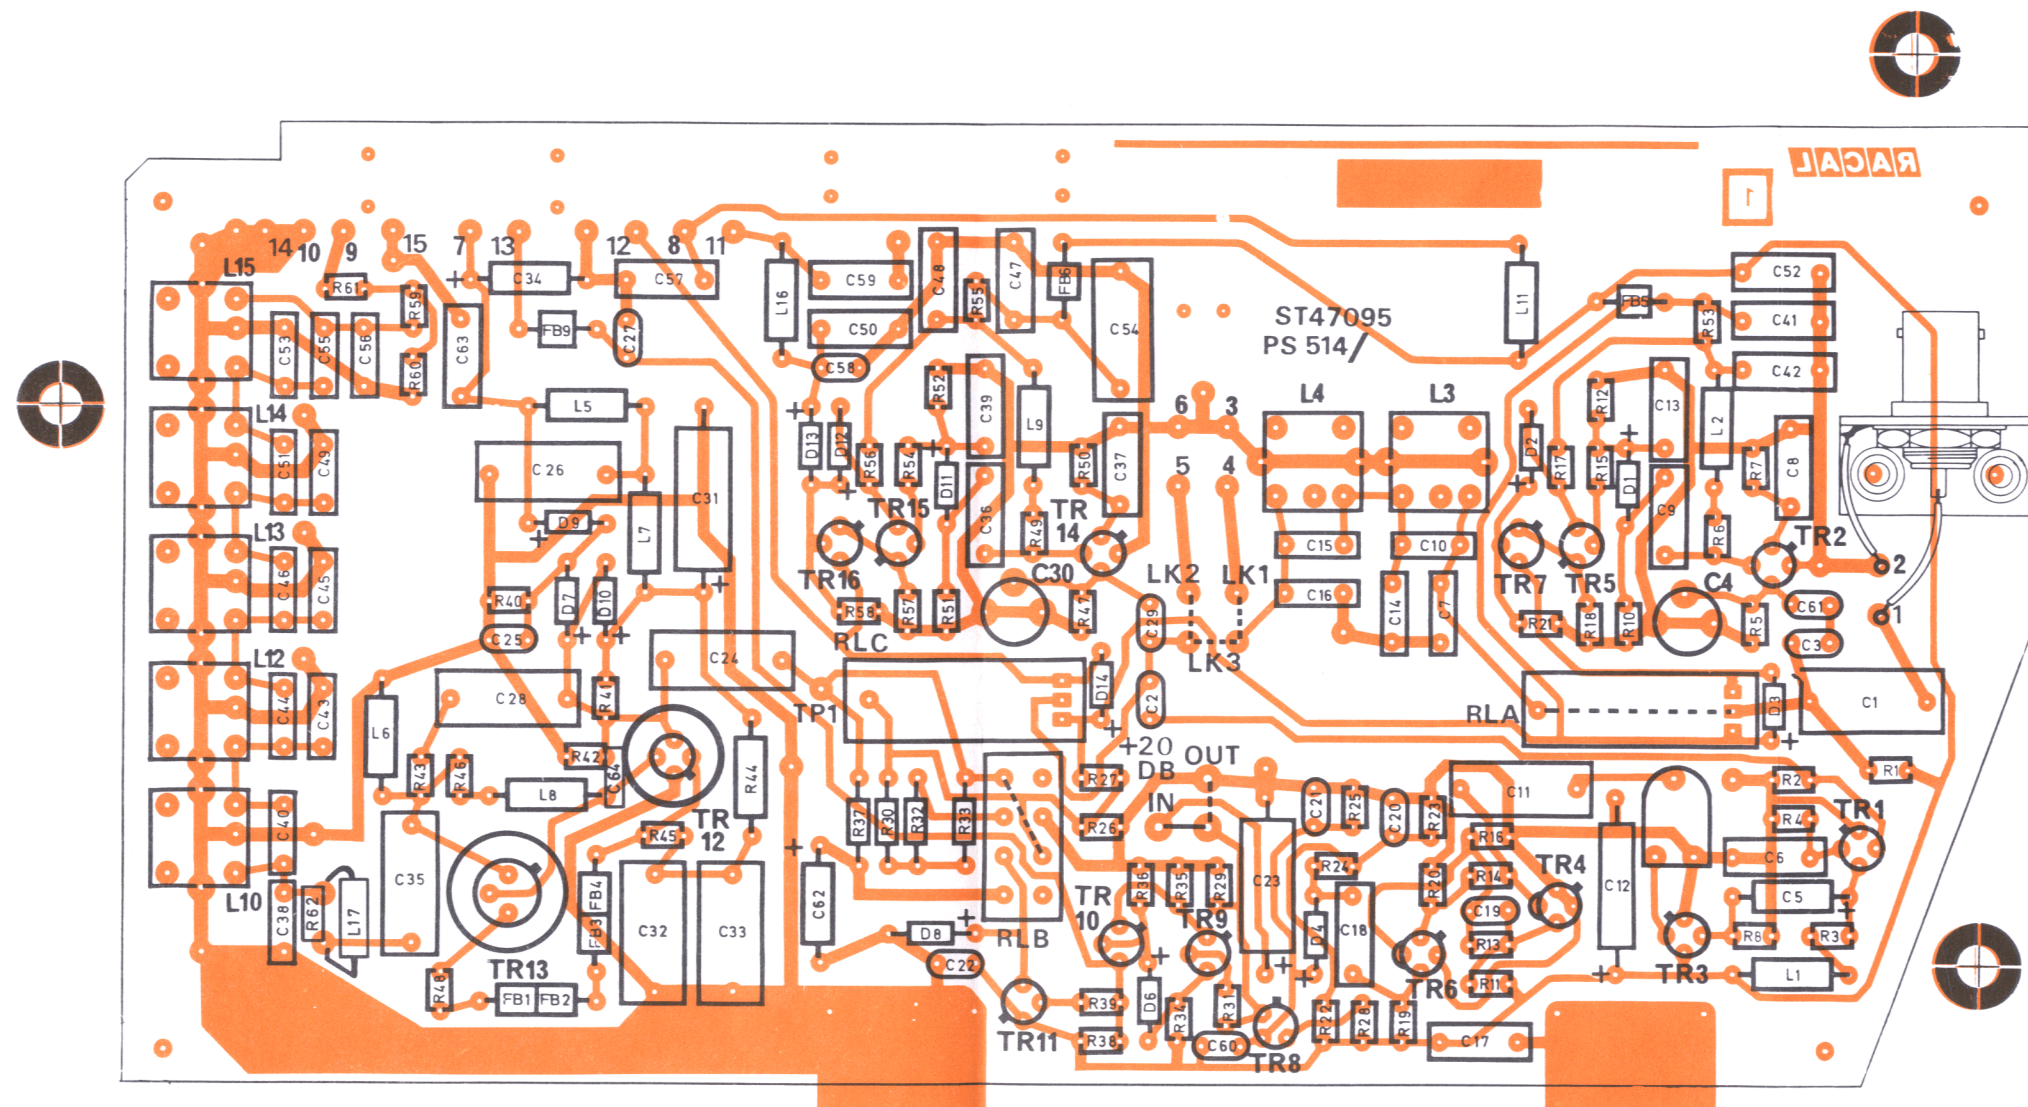 RACAL
1
14 10 9 15 7 13 12 8 11
L15
R61
R59
C34
C57
C59
C48
C47
FB6
L16
R55
C54
L11
C52
FB5
C53
C55
C56
R60
C63
FB9
C27
C50
C58
ST47095
PS 514/
R53
C41
C42
L14
C51
C49
L5
C26
C31
D13
D12
R56
R54
R52
C39
D11
L9
R50
C37
6 3
5 4
L4
L3
D2
R17
R12
R15
D1
C13
L2
R7
C8
L13
C46
C45
D9
L7
TR15
TR16
C36
R49
TR
14
C15
C10
TR7
TR5
C9
R6
TR2
2
R40
C25
D7
D10
R58
R57
R51
C30
R47
C29
LK2
LK1
C16
C14
C7
R21
R18
R10
C4
R5
C61
C3
1
L12
C44
C43
L6
C28
R41
C24
RLC
TP1
D14
C2
LK3
RLA
D3
C1
R43
R46
L8
R42
C64
R44
+20
DB
OUT
IN
R27
R26
C11
R2
R1
R4
TR1
C40
L10
C38
R62
L17
C35
R45
TR
12
C62
R37
R30
R32
R33
C21
R25
C20
R23
R16
R24
R20
R14
TR4
C12
C6
C5
FB4
FB3
C32
C33
D8
RLB
C22
TR
10
R36
R35
R29
TR9
C23
D4
C18
C19
R13
R11
TR6
TR3
R8
R3
L1
TR13
R48
FB1
FB2
TR11
R39
R38
D6
R34
R31
C60
TR8
R22
R28
R19
C17